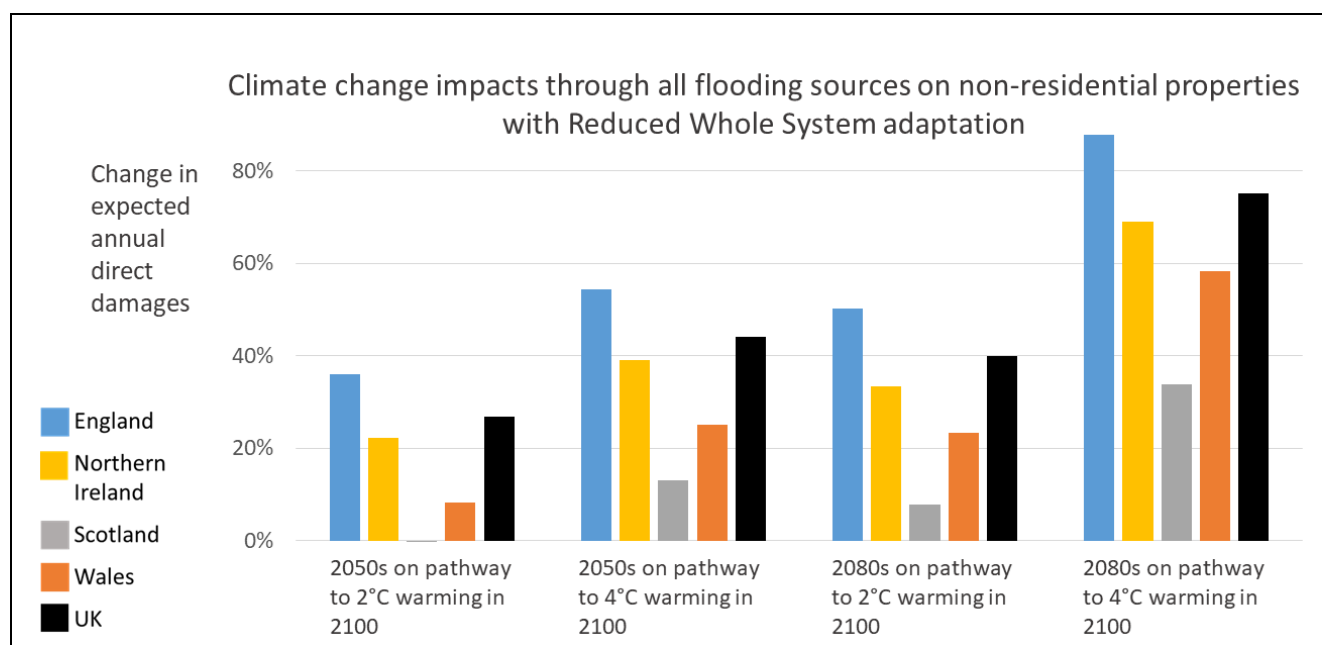 Climate change impacts through all flooding sources on non-residential properties
with Reduced Whole System adaptation
Change in
expected
annual
direct
damages
80%
60%
40%
20%
0%
England
Northern
Ireland
Scotland
Wales
UK
2050s on pathway
to 2°C warming in
2100
2050s on pathway
to 4°C warming in
2100
2080s on pathway
to 2°C warming in
2100
2080s on pathway
to 4°C warming in
2100